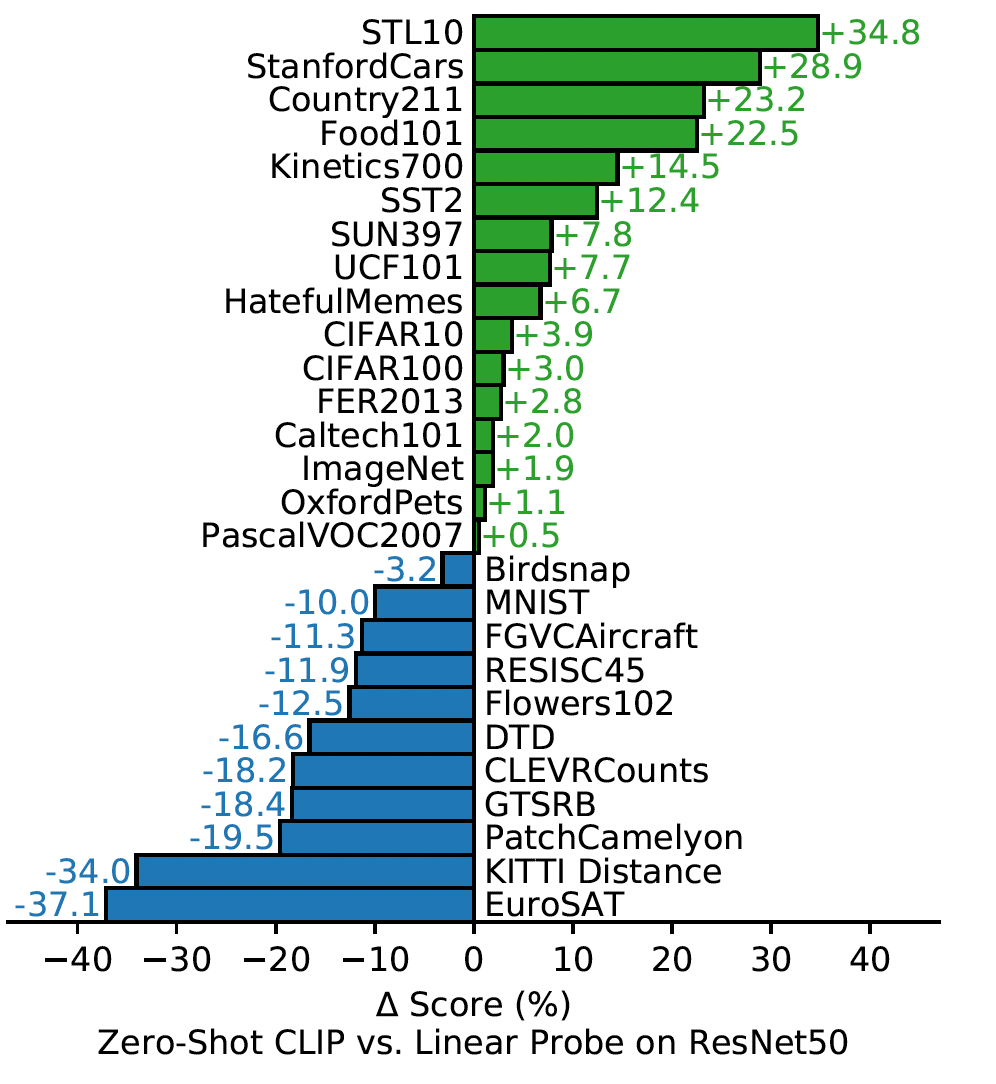 STL10 +34.8
StanfordCars +28.9
Country211 +23.2
Food101 +22.5
Kinetics700 +14.5
SST2 +12.4
SUN397 +7.8
UCF101 +7.7
HatefulMemes +6.7
CIFAR10 +3.9
CIFAR100 +3.0
FER2013 +2.8
Caltech101 +2.0
ImageNet +1.9
OxfordPets +1.1
PascalVOC2007 +0.5
-3.2 Birdsnap
-10.0 MNIST
-11.3 FGVCAircraft
-11.9 RESISC45
-12.5 Flowers102
-16.6 DTD
-18.2 CLEVRCounts
-18.4 GTSRB
-19.5 PatchCamelyon
-34.0 KITTI Distance
-37.1 EuroSAT
−40 −30 −20 −10 0 10 20 30 40
Δ Score (%)
Zero-Shot CLIP vs. Linear Probe on ResNet50